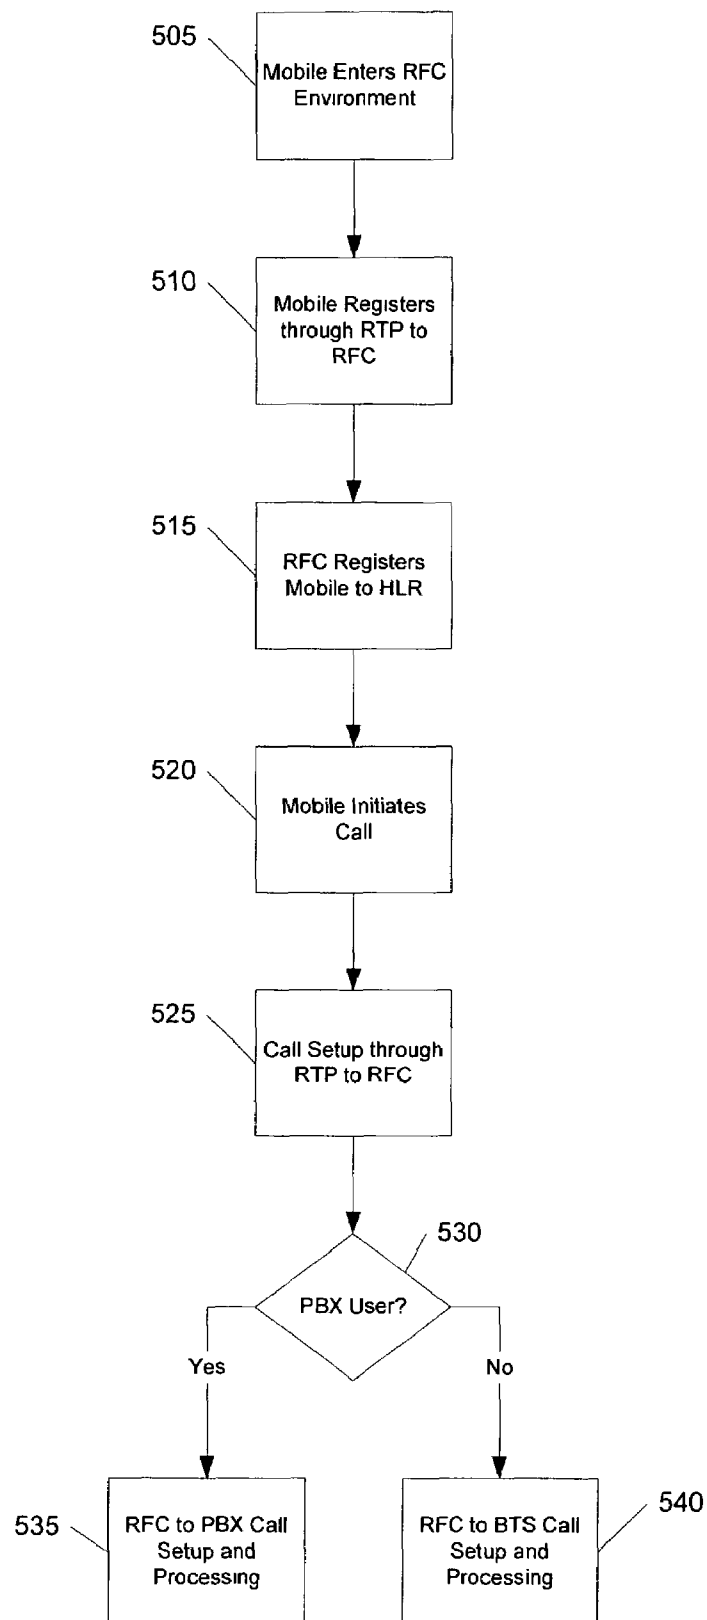 505
Mobile Enters RFC
Environment
510
Mobile Registers
through RTP to
RFC
515
RFC Registers
Mobile to HLR
520
Mobile Initiates
Call
525
Call Setup through
RTP to RFC
530
PBX User?
Yes
No
535
RFC to PBX Call
Setup and
Processing
RFC to BTS Call
Setup and
Processing
540